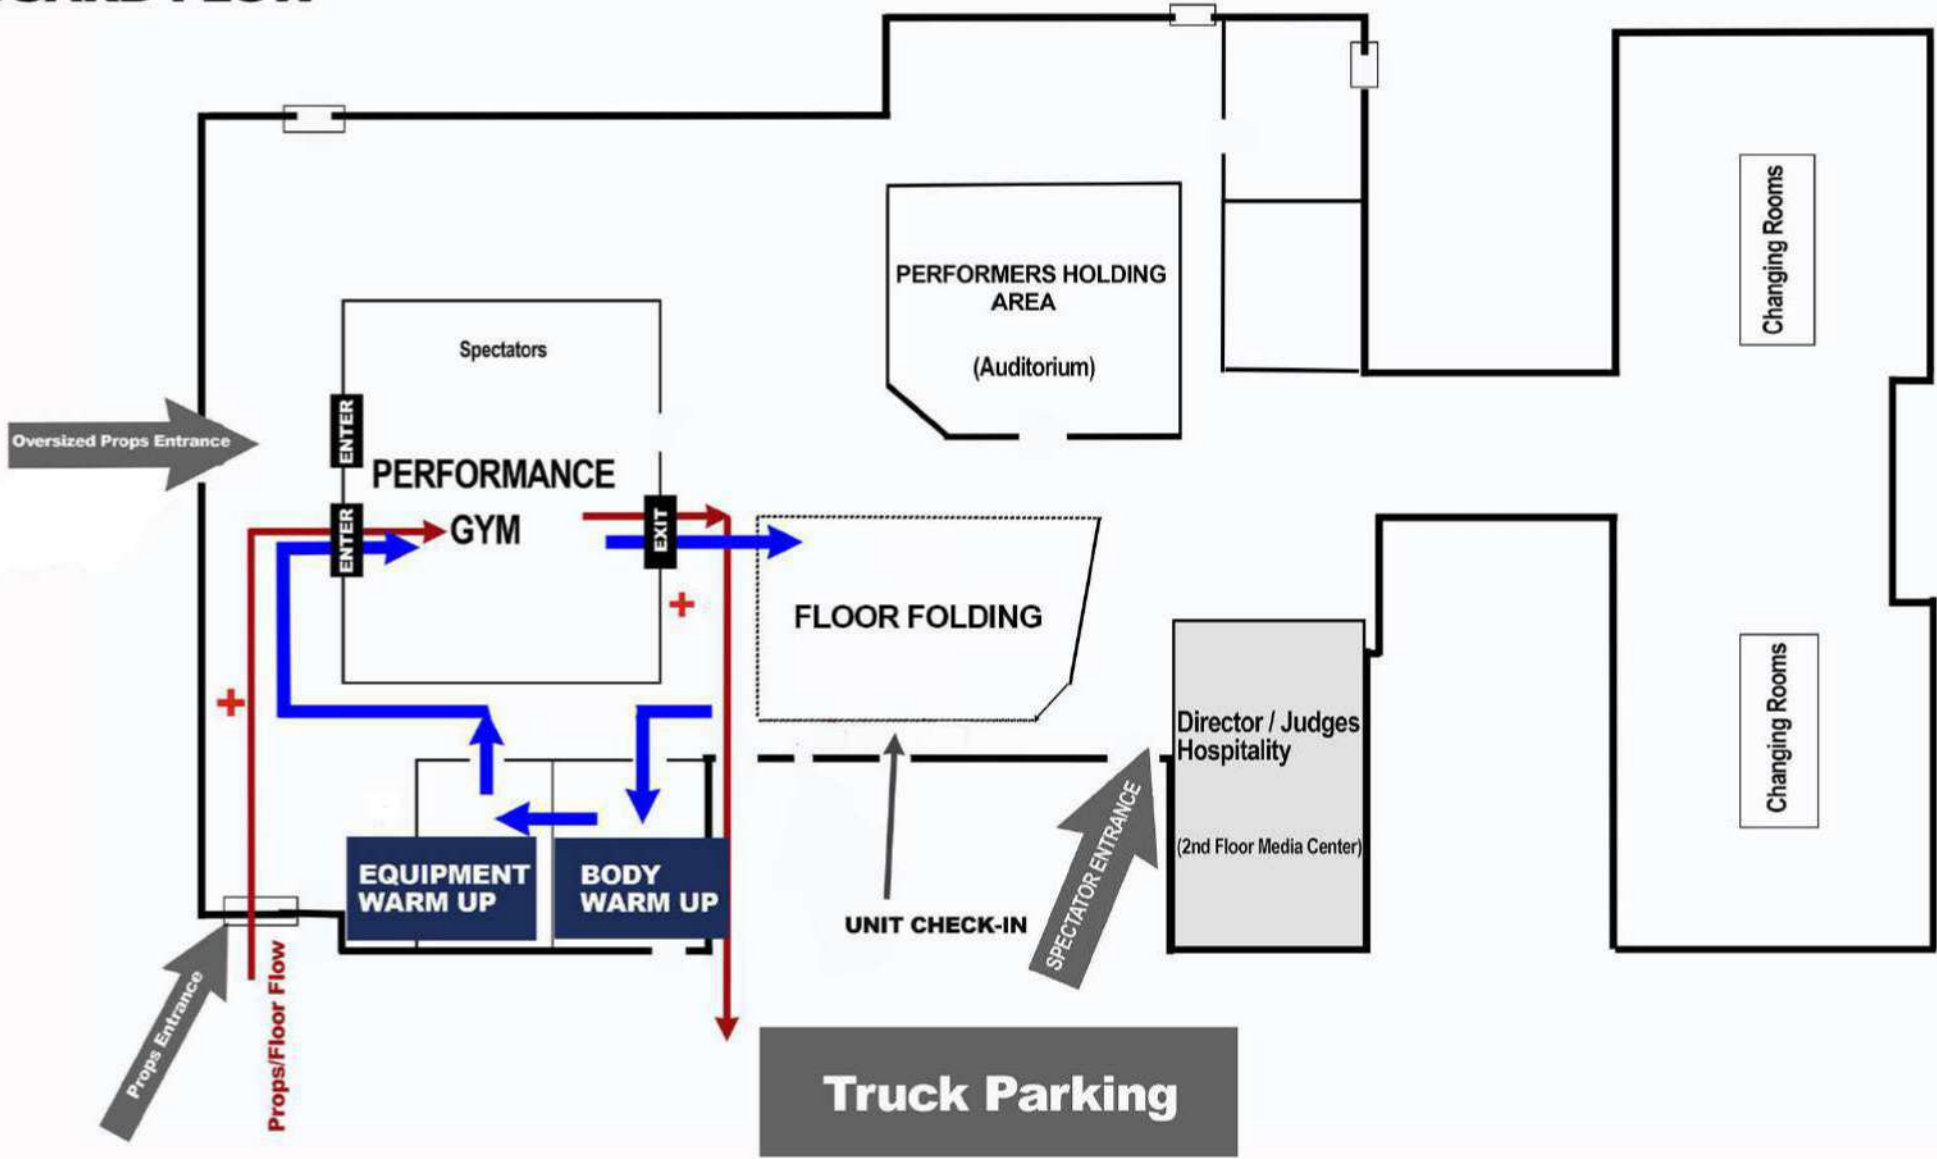 Changing Rooms
PERFORMERS HOLDING
AREA
(Auditorium)
Spectators
ENTER
Oversized Props Entrance
PERFORMANCE
GYM
ENTER
EXIT
FLOOR FOLDING
Director / Judges
Hospitality
(2nd Floor Media Center)
Changing Rooms
SPECTATOR ENTRANCE
EQUIPMENT
WARM UP
BODY
WARM UP
UNIT CHECK-IN
Props Entrance
Props/Floor Flow
Truck Parking